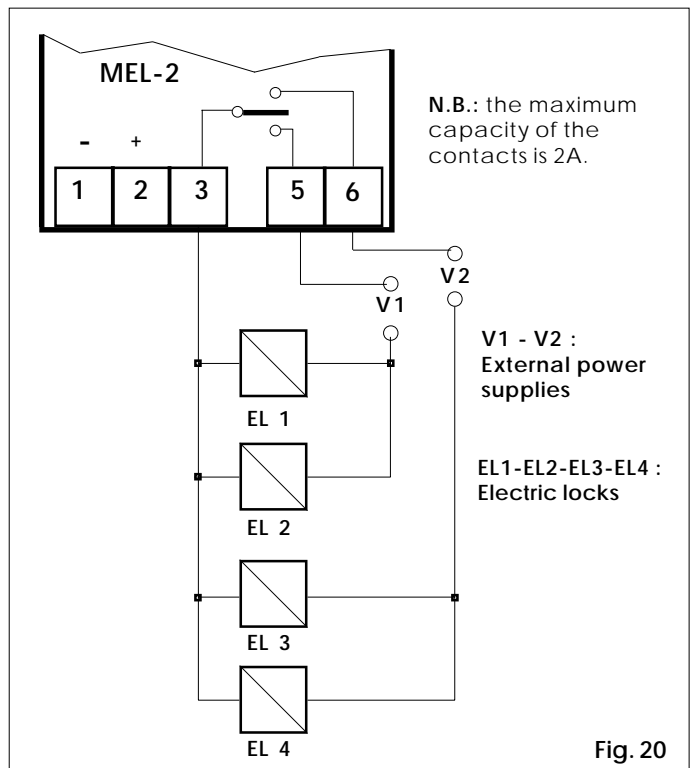 MEL-2
- +
1 2 3 5 6
N.B.: the maximum
capacity of the
contacts is 2A.
V2
V1
V1 - V2 :
External power
supplies
EL 1
EL1-EL2-EL3-EL4 :
Electric locks
EL 2
EL 3
EL 4
Fig. 20